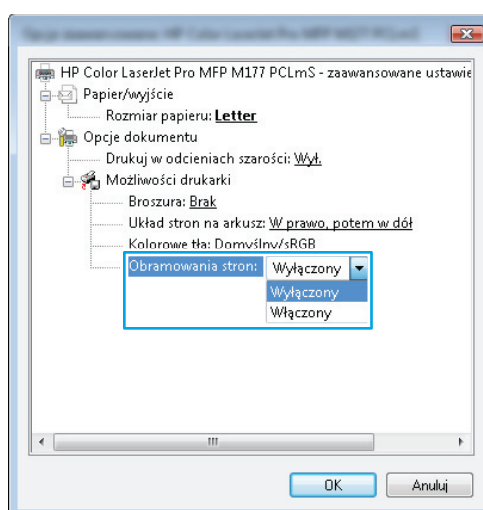 HP Color LaserJet Pro MFP M177 PCLmS - zaawansowane ustawie
Papier/wyjście
Rozmiar papieru: Letter
Opcje dokumentu
Drukuj w odcieniach szarości: Wył.
Możliwości drukarki
Broszura: Brak
Układ stron na arkusz: W prawo, potem w dół
Kolorowe tła: Domyślny/sRGB
Obramowania stron: Wyłączony
Wyłączony
Włączony
OK Anuluj